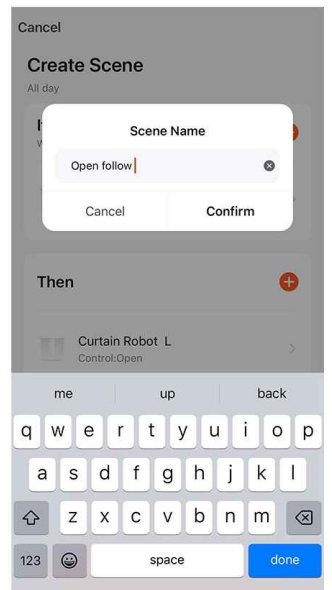 Cancel
Create Scene
All day
Scene Name
Open follow
Cancel
Confirm
Then
Curtain Robot L
Control:Open
me
up
back
q w e r t y u i o p
a s d f g h j k l
z x c v b n m
123
space
done